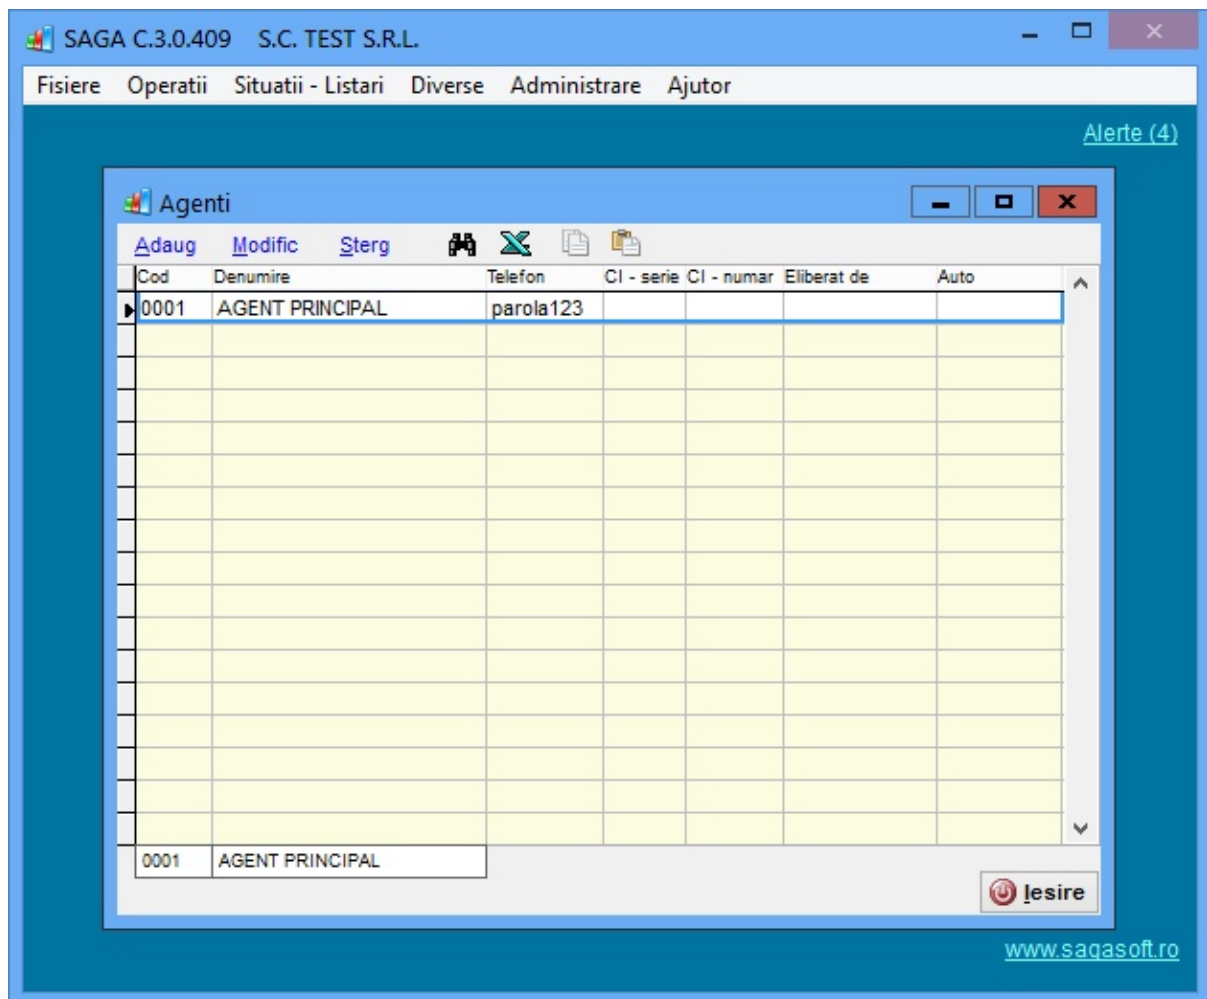 SAGA C.3.0.409 S.C. TEST S.R.L.
Fisiere Operatii Situatii - Listari Diverse Administrare Ajutor
Alerte (4)
Agenti
Adaug Modific Sterg
Cod Denumire Telefon CI - serie CI - numar Eliberat de Auto
0001 AGENT PRINCIPAL parola123
0001 AGENT PRINCIPAL
Iesire
www.sagasoft.ro